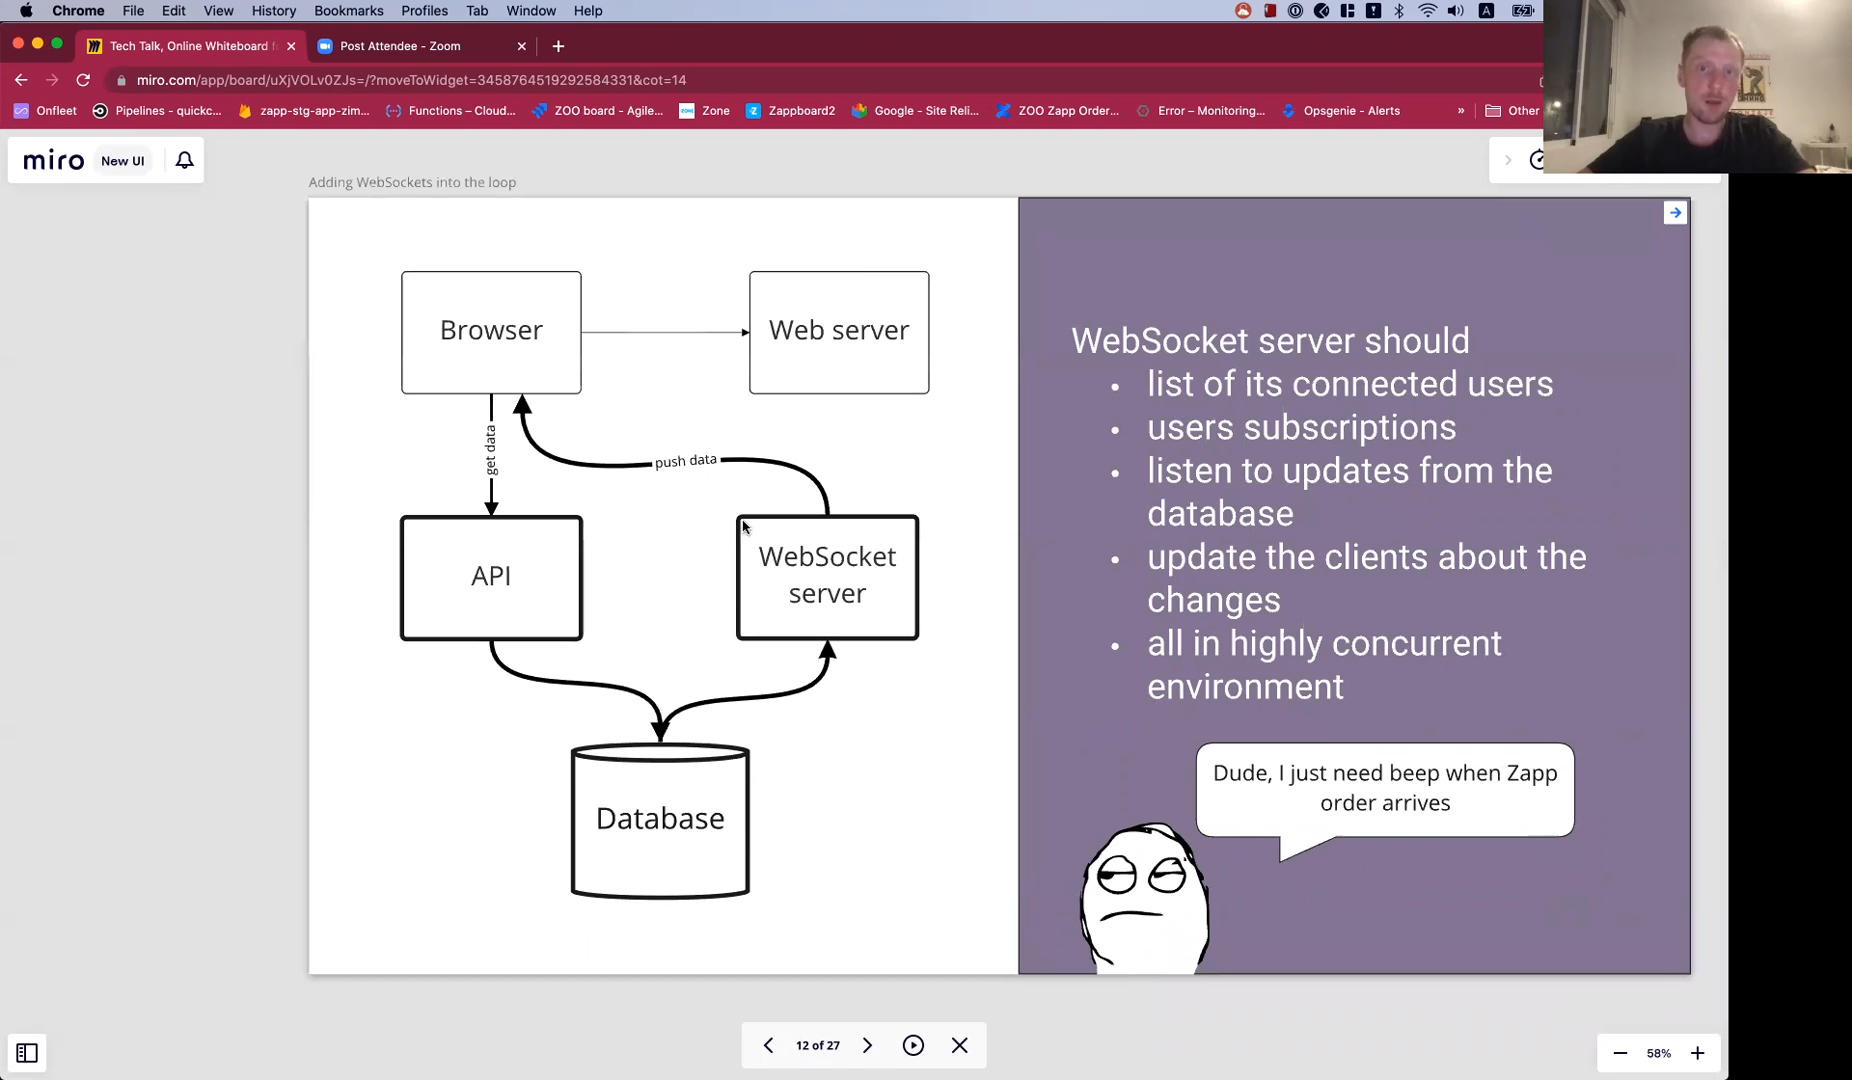 Chrome File Edit View History Bookmarks Profiles Tab Window Help
Tech Talk, Online Whiteboard f
Post Attendee - Zoom
miro.com/app/board/uXjVOLv0ZJs=/?moveToWidget=3458764519292584331&cot=14
Onfleet
Pipelines - quickc...
zapp-stg-app-zim...
Functions – Cloud...
ZOO board - Agile...
Zone
Zappboard2
Google - Site Reli...
ZOO Zapp Order...
Error – Monitoring...
Opsgenie - Alerts
»
Other
miro
New UI
Adding WebSockets into the loop
Browser
Web server
get data
push data
API
WebSocket
server
Database
WebSocket server should
• list of its connected users
• users subscriptions
• listen to updates from the
database
• update the clients about the
changes
• all in highly concurrent
environment
Dude, I just need beep when Zapp
order arrives
12 of 27
58%